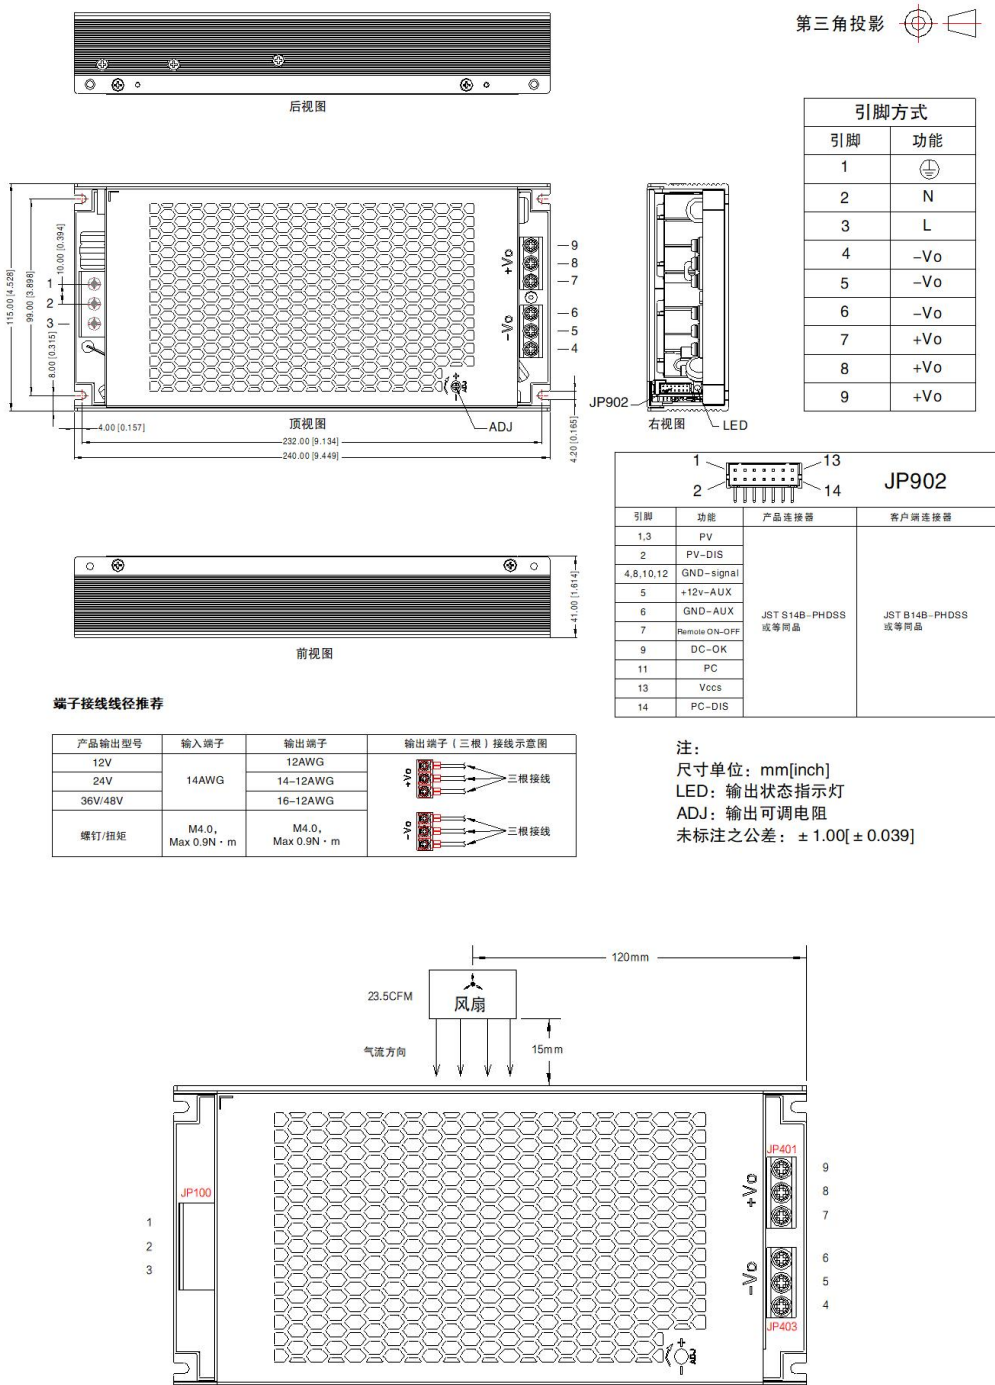 第三角投影
后视图
引脚方式
引脚 功能
1
2 N
3 L
4 -Vo
5 -Vo
6 -Vo
7 +Vo
8 +Vo
9 +Vo
115.00 [4.528]
99.00 [3.898]
10.00 [0.394]
8.00 [0.315]
1
2
3
+Vo
-Vo
9
8
7
6
5
4
+
-
ADJ
ADJ
4.00 [0.157]
顶视图
232.00 [9.134]
240.00 [9.449]
4.20 [0.165]
JP902
右视图
LED
1 13
2 14
JP902
引脚 功能 产品连接器 客户端连接器
1,3 PV
2 PV-DIS
4,8,10,12 GND-signal
5 +12v-AUX
6 GND-AUX
7 Remote ON-OFF
9 DC-OK
11 PC
13 Vccs
14 PC-DIS
JST S14B-PHDSS
或等同品
JST B14B-PHDSS
或等同品
41.00 [1.614]
前视图
端子接线线径推荐
产品输出型号 输入端子 输出端子 输出端子（三根）接线示意图
12V 14AWG 12AWG
24V 14-12AWG
36V/48V 16-12AWG
螺钉/扭矩 M4.0, Max 0.9N·m M4.0, Max 0.9N·m
+Vo 三根接线
-Vo 三根接线
注：
尺寸单位：mm[inch]
LED：输出状态指示灯
ADJ：输出可调电阻
未标注之公差：±1.00[±0.039]
120mm
23.5CFM
风扇
气流方向
15mm
JP100
1
2
3
JP401
+Vo
9
8
7
-Vo
6
5
4
JP403
+
-
ADJ